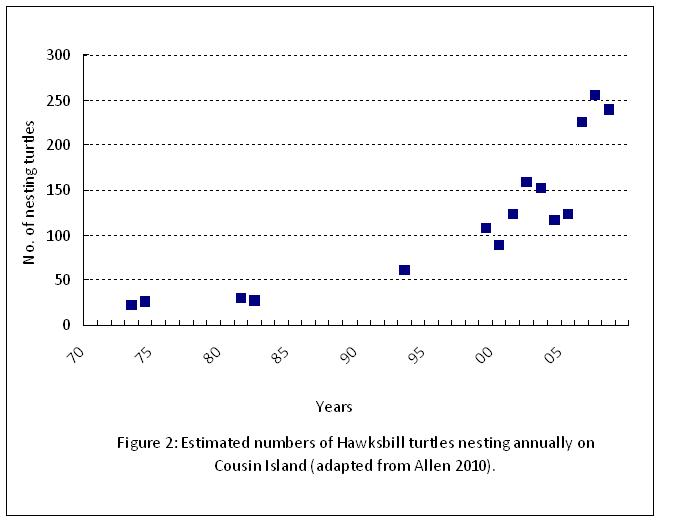 300
250
200
150
100
50
0
No. of nesting turtles
70 75 80 85 90 95 00 05
Years
Figure 2: Estimated numbers of Hawksbill turtles nesting annually on
Cousin Island (adapted from Allen 2010).